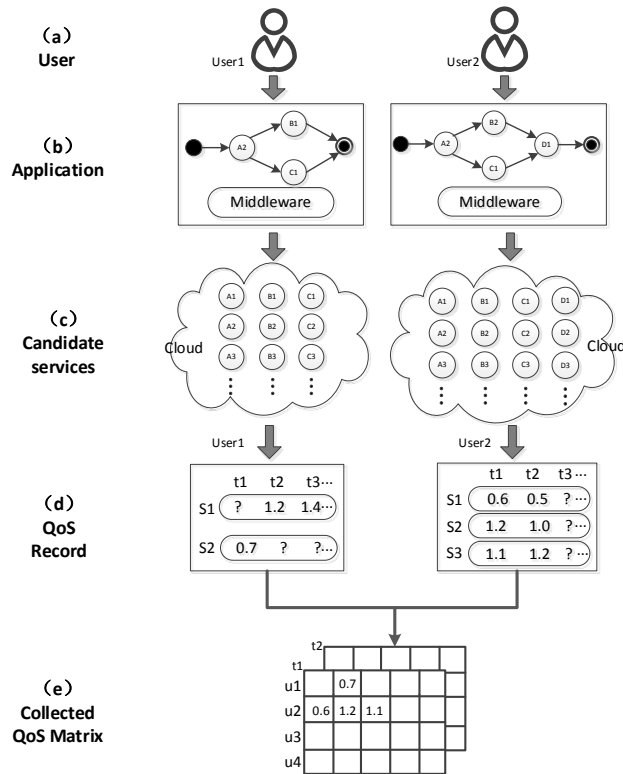 (a)
User
User1
User2
(b)
Application
A2
B1
C1
Middleware
A2
B2
C1
D1
Middleware
(c)
Candidate
services
Cloud
A1 B1 C1
A2 B2 C2
A3 B3 C3
A1 B1 C1 D1
A2 B2 C2 D2
A3 B3 C3 D3
Cloud
User1
User2
(d)
QoS
Record
t1 t2 t3···
S1 ? 1.2 1.4···
S2 0.7 ? ?···
t1 t2 t3···
S1 0.6 0.5 ? ···
S2 1.2 1.0 ? ···
S3 1.1 1.2 ? ···
(e)
Collected
QoS Matrix
t2
t1
u1 0.7
u2 0.6 1.2 1.1
u3
u4